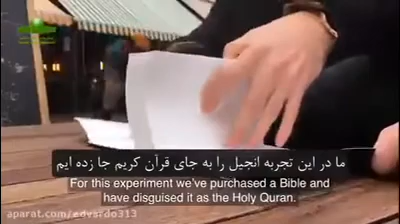 ما در این تجربه انجیل را به جای قرآن کریم جا زده ایم
For this experiment we've purchased a Bible and
have disguised it as the Holy Quran.
aparat.com/edvardo313